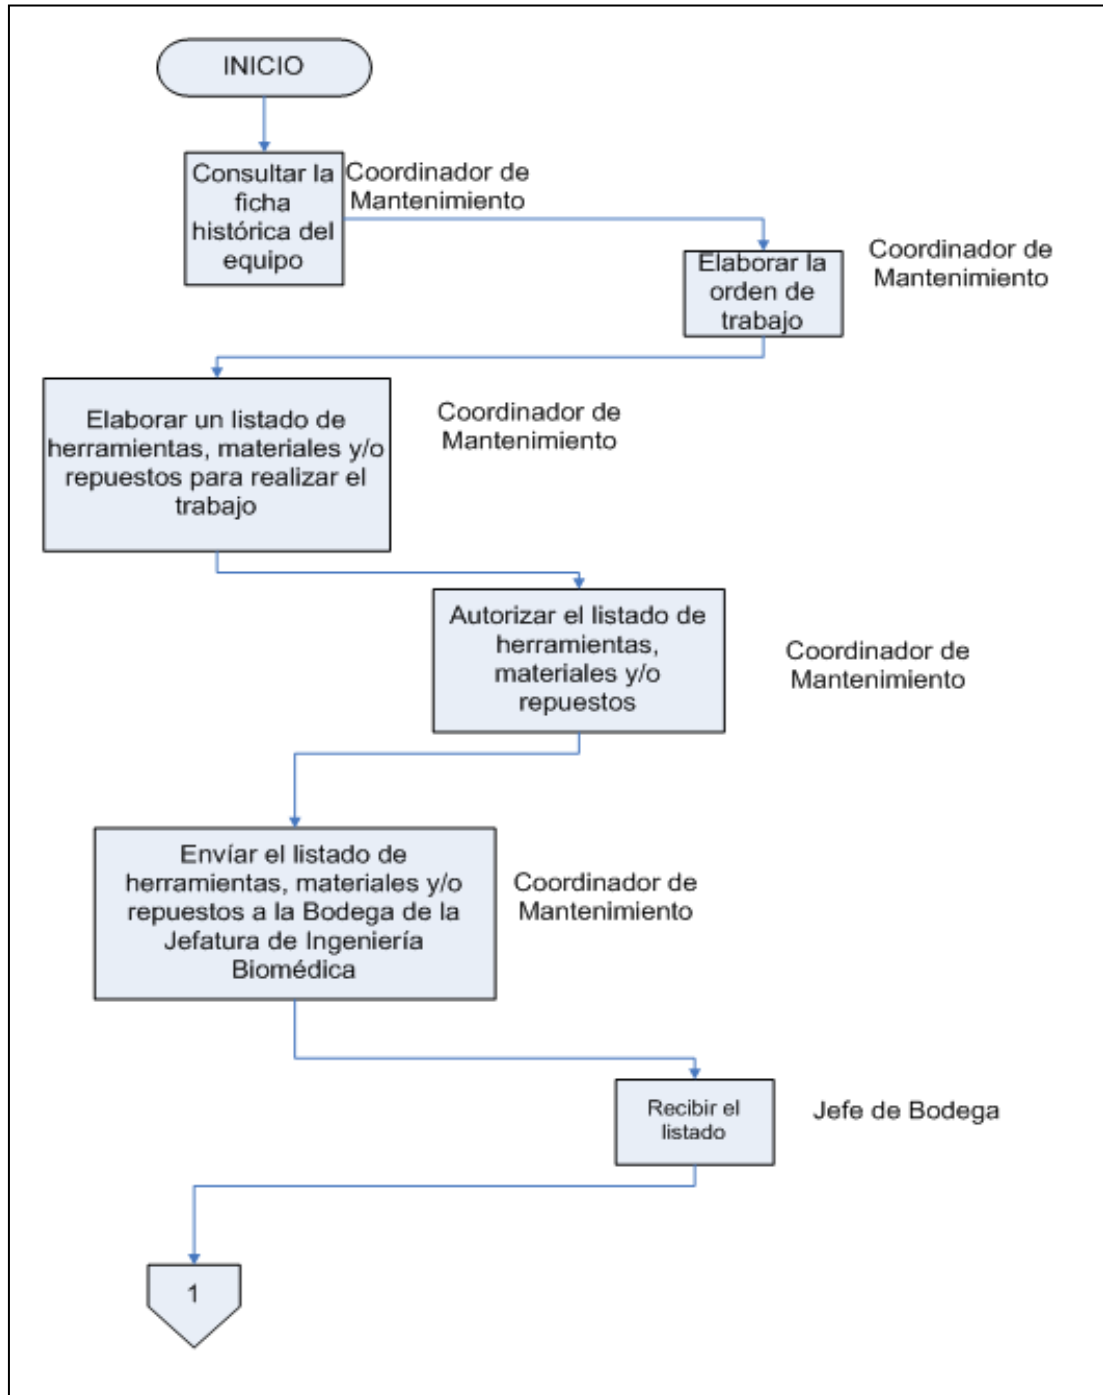 INICIO
Consultar la
ficha
histórica del
equipo
Coordinador de
Mantenimiento
Elaborar la
orden de
trabajo
Coordinador de
Mantenimiento
Elaborar un listado de
herramientas, materiales y/o
repuestos para realizar el
trabajo
Coordinador de
Mantenimiento
Autorizar el listado de
herramientas,
materiales y/o
repuestos
Coordinador de
Mantenimiento
Envíar el listado de
herramientas, materiales y/o
repuestos a la Bodega de la
Jefatura de Ingeniería
Biomédica
Coordinador de
Mantenimiento
Recibir el
listado
Jefe de Bodega
1